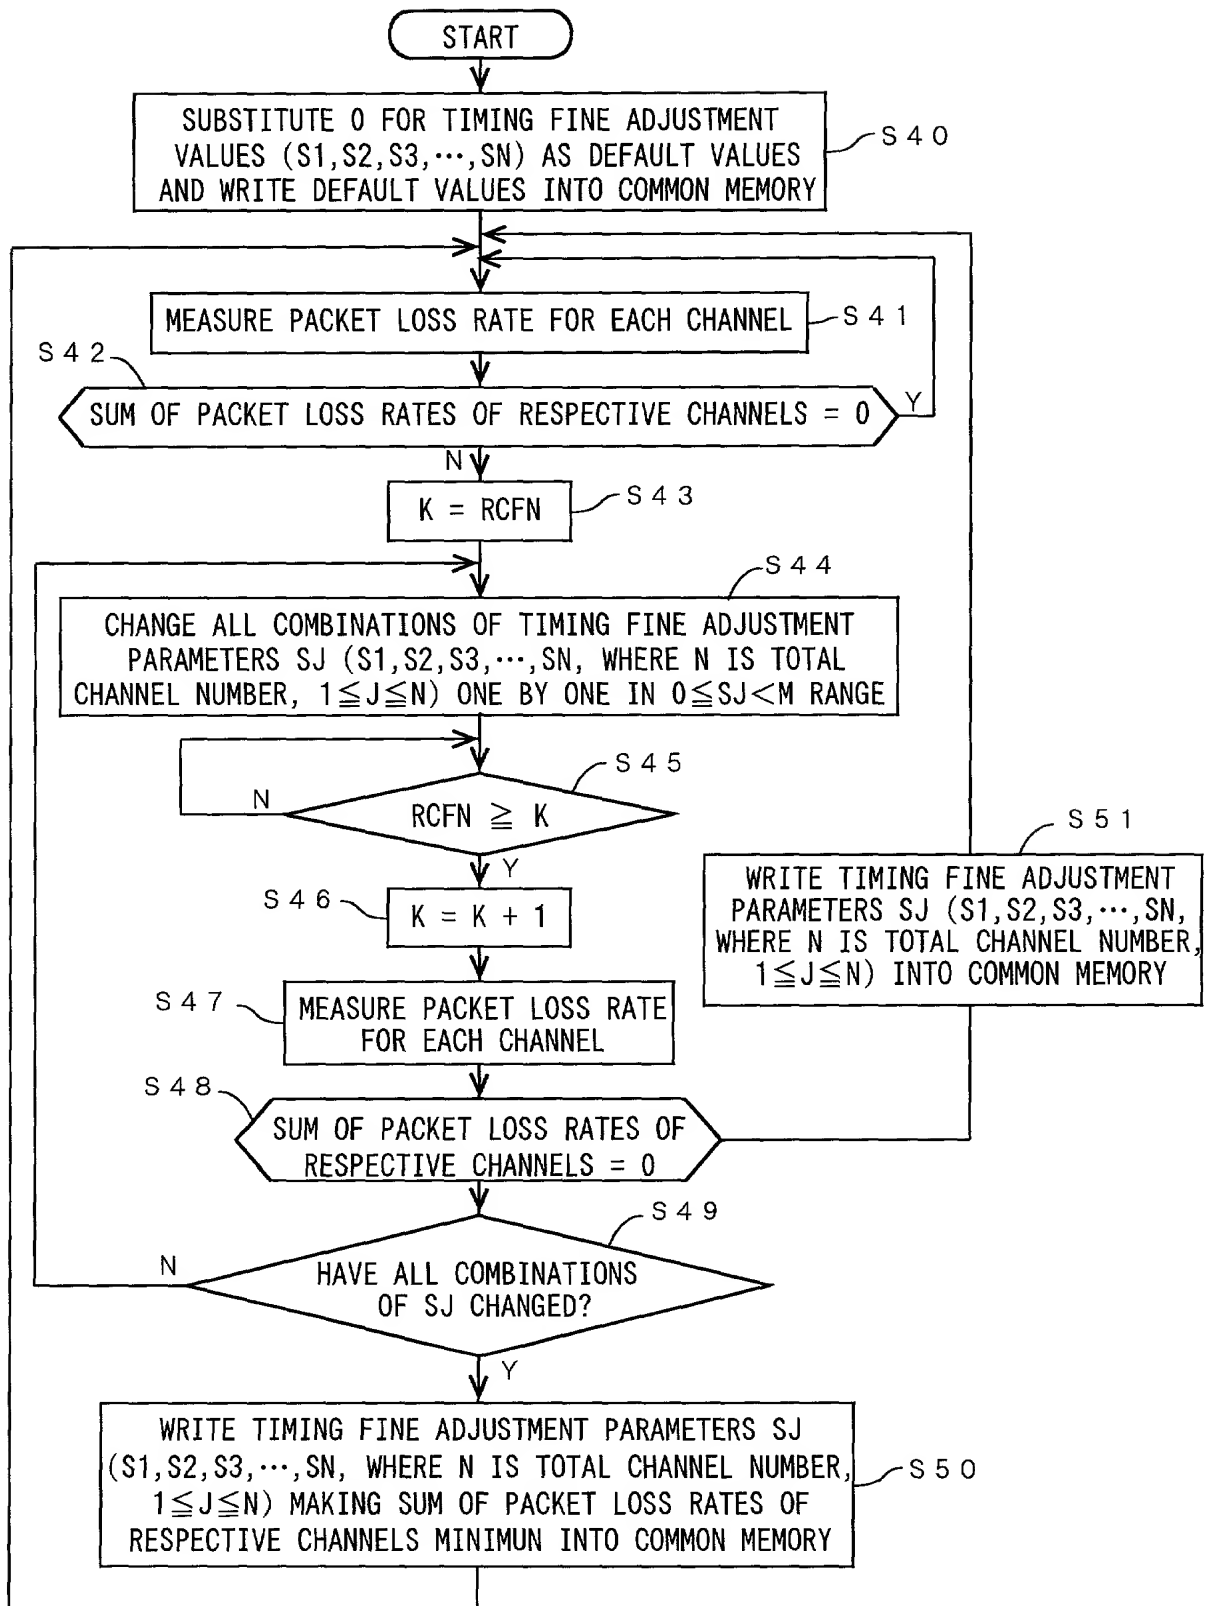 START
SUBSTITUTE 0 FOR TIMING FINE ADJUSTMENT
VALUES (S1,S2,S3,···,SN) AS DEFAULT VALUES
AND WRITE DEFAULT VALUES INTO COMMON MEMORY
S40
MEASURE PACKET LOSS RATE FOR EACH CHANNEL
S41
S42
SUM OF PACKET LOSS RATES OF RESPECTIVE CHANNELS = 0
Y
N
K = RCFN
S43
S44
CHANGE ALL COMBINATIONS OF TIMING FINE ADJUSTMENT
PARAMETERS SJ (S1,S2,S3,···,SN, WHERE N IS TOTAL
CHANNEL NUMBER, 1≦J≦N) ONE BY ONE IN 0≦SJ<M RANGE
S45
RCFN ≧ K
N
Y
S46
K = K + 1
S51
WRITE TIMING FINE ADJUSTMENT
PARAMETERS SJ (S1,S2,S3,···,SN,
WHERE N IS TOTAL CHANNEL NUMBER,
1≦J≦N) INTO COMMON MEMORY
S47
MEASURE PACKET LOSS RATE
FOR EACH CHANNEL
S48
SUM OF PACKET LOSS RATES OF
RESPECTIVE CHANNELS = 0
S49
N
HAVE ALL COMBINATIONS
OF SJ CHANGED?
Y
WRITE TIMING FINE ADJUSTMENT PARAMETERS SJ
(S1,S2,S3,···,SN, WHERE N IS TOTAL CHANNEL NUMBER,
1≦J≦N) MAKING SUM OF PACKET LOSS RATES OF
RESPECTIVE CHANNELS MINIMUN INTO COMMON MEMORY
S50